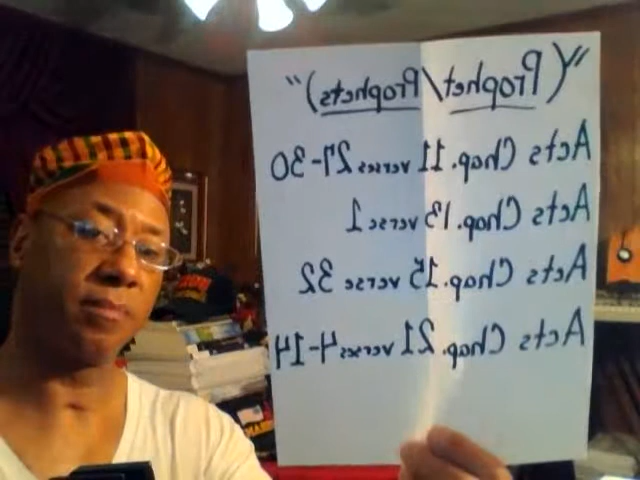 "(Prophet/Prophets)"
Acts Chap. 11 verses 27-30
Acts Chap. 13 verse 1
Acts Chap. 15 verse 32
Acts Chap. 21 verses 4-14